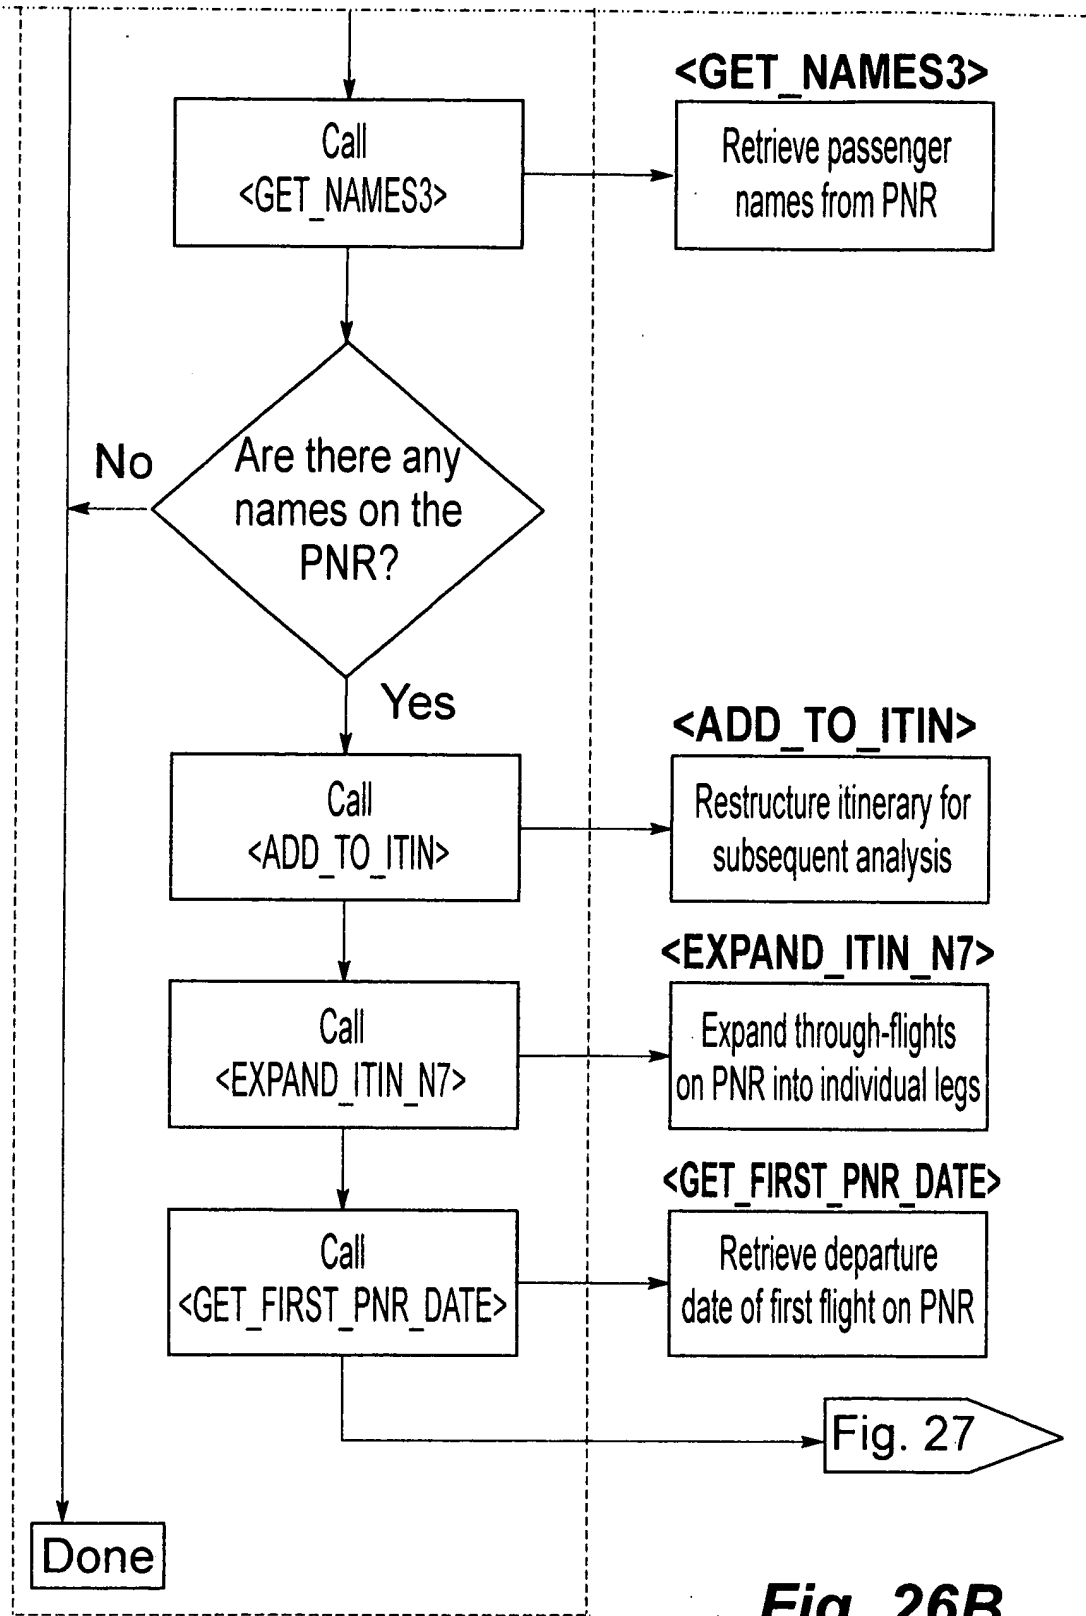 <GET_NAMES3>
Call
<GET_NAMES3>
Retrieve passenger
names from PNR
No
Are there any
names on the
PNR?
Yes
<ADD_TO_ITIN>
Call
<ADD_TO_ITIN>
Restructure itinerary for
subsequent analysis
<EXPAND_ITIN_N7>
Call
<EXPAND_ITIN_N7>
Expand through-flights
on PNR into individual legs
<GET_FIRST_PNR_DATE>
Call
<GET_FIRST_PNR_DATE>
Retrieve departure
date of first flight on PNR
Fig. 27
Done
Fig. 26B